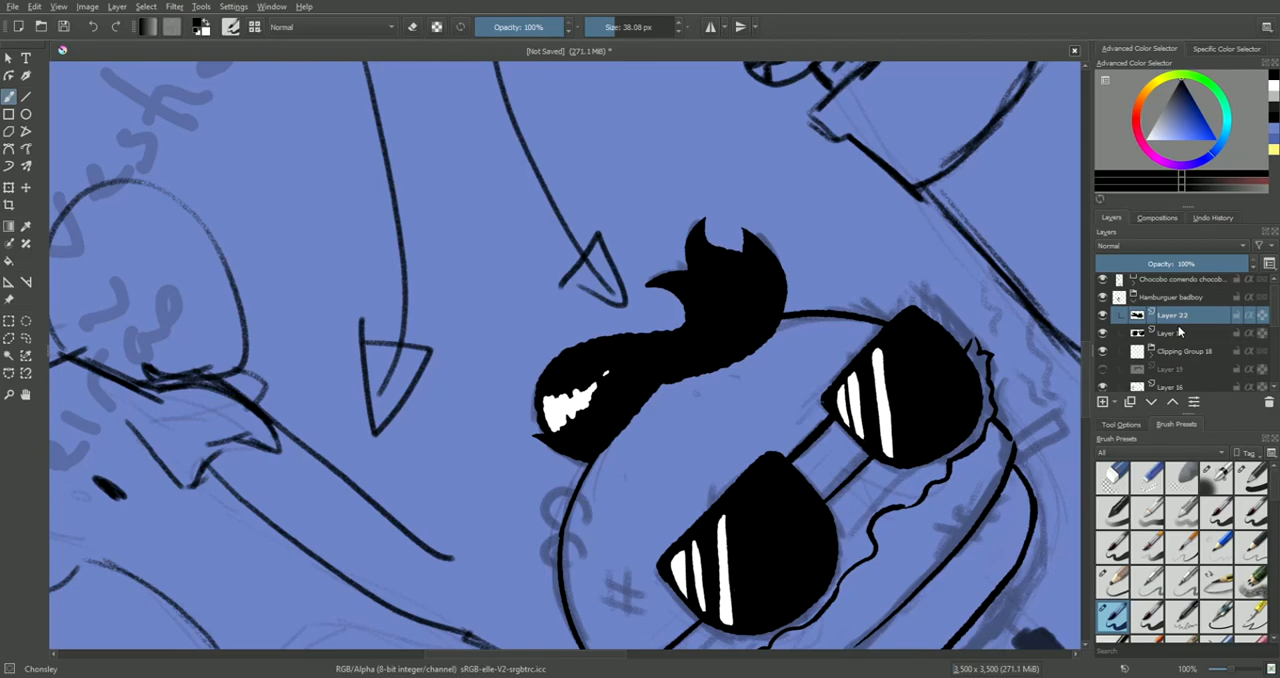 File Edit View Image Layer Select Filter Tools Settings Window Help
Normal Opacity: 100% Size: 38.08 px
[Not Saved] (271.1 MiB) *
Advanced Color Selector Specific Color Selector
Advanced Color Selector
Layers Compositions Undo History
Layers
Normal
Opacity: 100%
Chocobo comendo chocob...
Hamburguer badboy
Layer 22
Layer
Clipping Group 18
Layer 19
Layer 16
Tool Options Brush Presets
Brush Presets
All Tag
Search
Chonsley RGB/Alpha (8-bit integer/channel) sRGB-elle-V2-srgbtrc.icc 3,500 x 3,500 (271.1 MiB) 100%